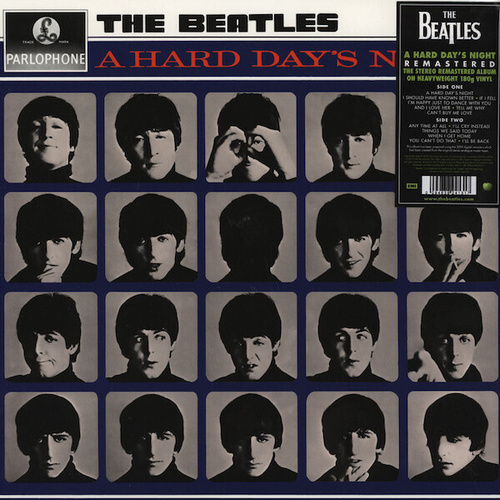 THE BEATLES
TRADE MARK
PARLOPHONE
A HARD DAY'S N
THE
BEATLES
A HARD DAY'S NIGHT
REMASTERED
THE STEREO REMASTERED ALBUM
ON HEAVYWEIGHT 180g VINYL
SIDE ONE
A HARD DAY'S NIGHT
I SHOULD HAVE KNOWN BETTER • IF I FELL
I'M HAPPY JUST TO DANCE WITH YOU
AND I LOVE HER • TELL ME WHY
CAN'T BUY ME LOVE
SIDE TWO
ANY TIME AT ALL • I'LL CRY INSTEAD
THINGS WE SAID TODAY
WHEN I GET HOME
YOU CAN'T DO THAT • I'LL BE BACK
EMI
www.thebeatles.com